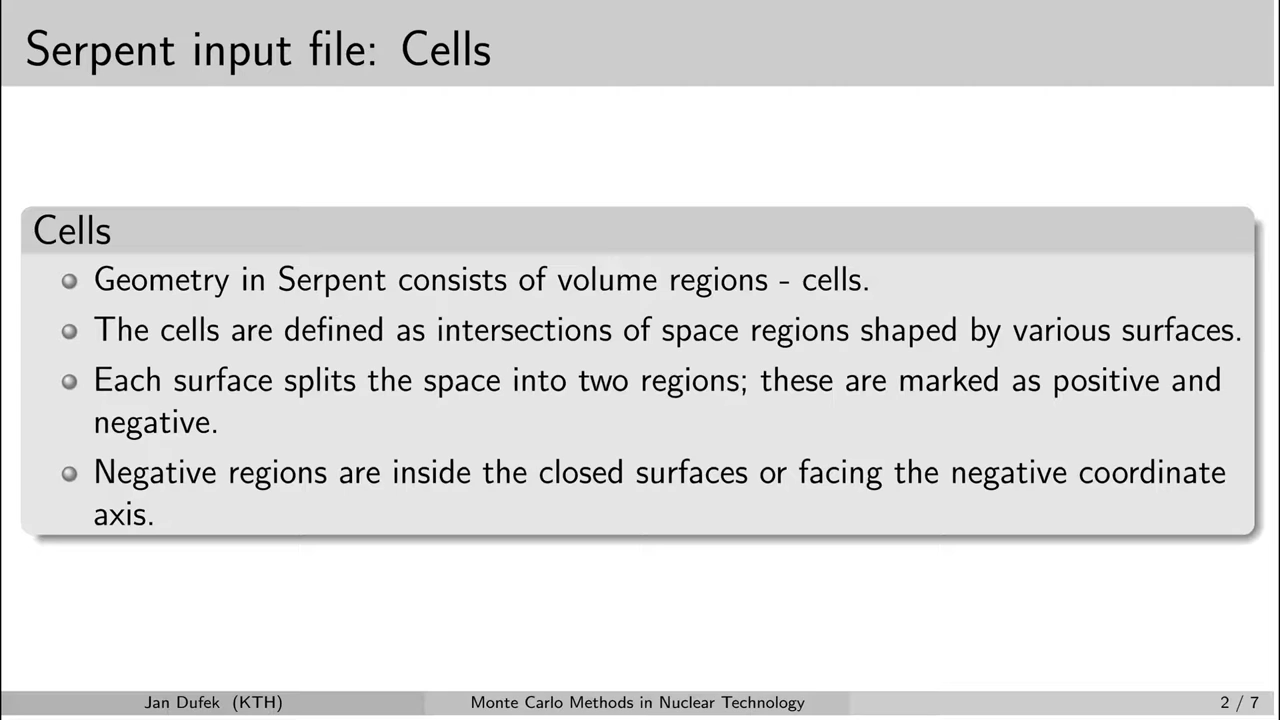 Serpent input file: Cells
Cells
Geometry in Serpent consists of volume regions - cells.
The cells are defined as intersections of space regions shaped by various surfaces.
Each surface splits the space into two regions; these are marked as positive and
negative.
Negative regions are inside the closed surfaces or facing the negative coordinate
axis.
Jan Dufek (KTH)
Monte Carlo Methods in Nuclear Technology
2 / 7